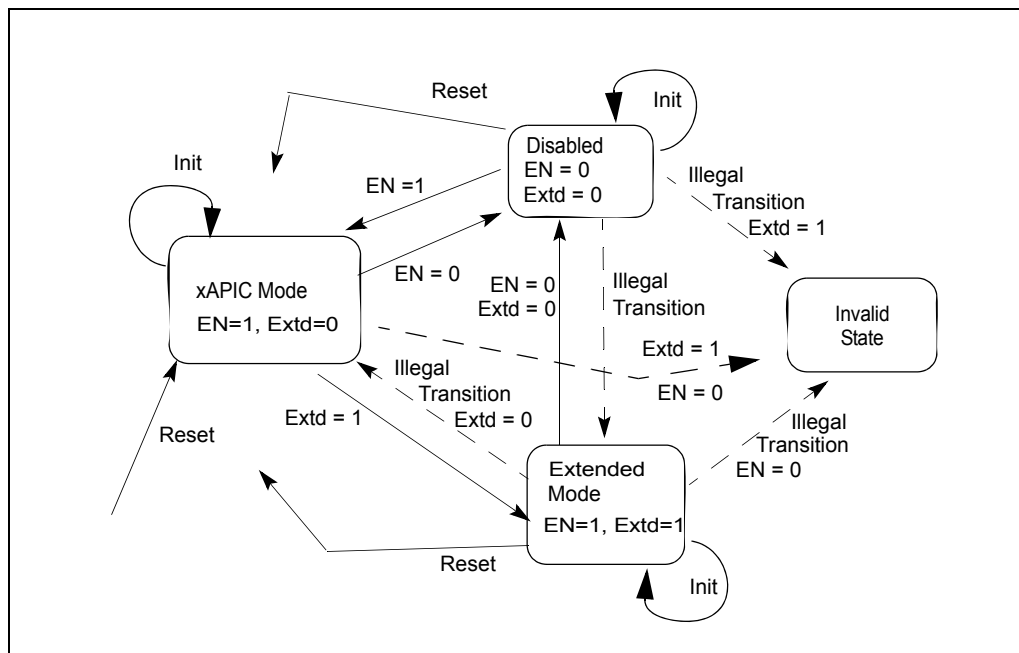 Reset
Init
Disabled
EN = 0
Extd = 0
Init
EN =1
Illegal
Transition
Extd = 1
EN = 0
xAPIC Mode
EN=1, Extd=0
EN = 0
Extd = 0
Illegal
Transition
Invalid
State
Extd = 1
EN = 0
Illegal
Transition
Extd = 0
Extd = 1
Reset
Illegal
Transition
EN = 0
Extended
Mode
EN=1, Extd=1
Reset
Init